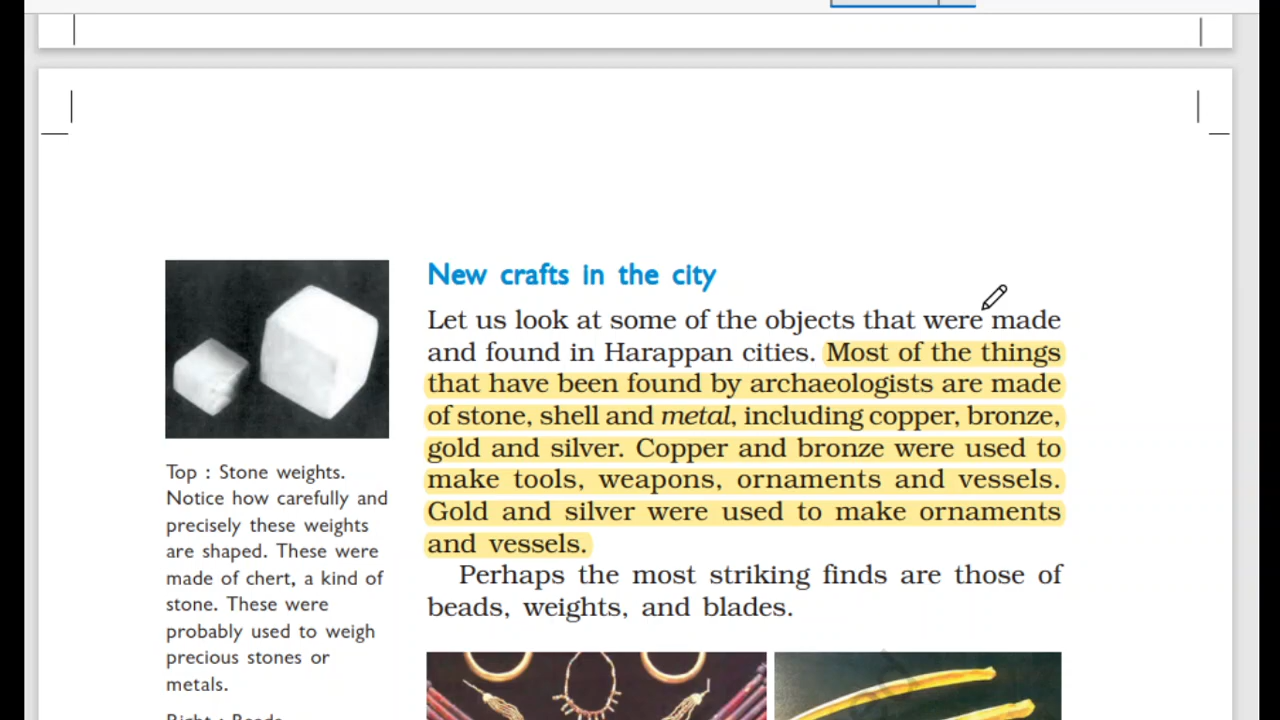 New crafts in the city
Let us look at some of the objects that were made
and found in Harappan cities. Most of the things
that have been found by archaeologists are made
of stone, shell and metal, including copper, bronze,
gold and silver. Copper and bronze were used to
make tools, weapons, ornaments and vessels.
Gold and silver were used to make ornaments
and vessels.
Perhaps the most striking finds are those of
beads, weights, and blades.
Top : Stone weights.
Notice how carefully and
precisely these weights
are shaped. These were
made of chert, a kind of
stone. These were
probably used to weigh
precious stones or
metals.
Right : Beads.